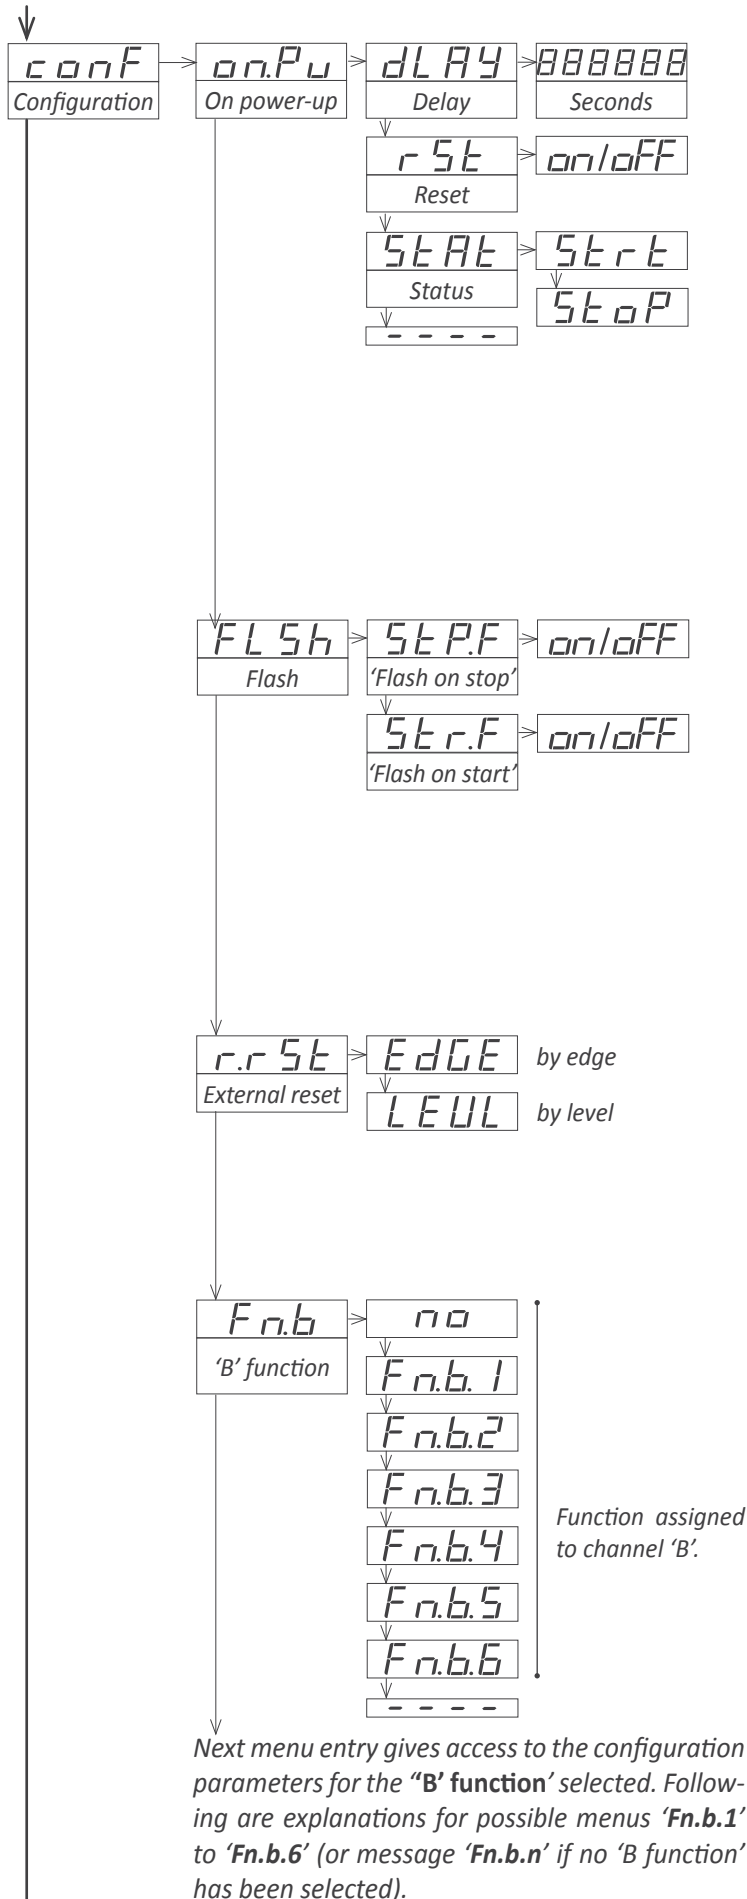 conF on.Pu dLAY 888888
Configuration On power-up Delay Seconds
rSt on/oFF
Reset
StAt Strt
Status StoP
----
FLSh StP.F on/oFF
Flash ‘Flash on stop’
Str.F on/oFF
‘Flash on start’
r.rSt EdGE by edge
External reset LEVL by level
Fn.b no
‘B’ function
Fn.b.1
Fn.b.2
Fn.b.3
Function assigned
Fn.b.4 to channel ‘B’.
Fn.b.5
Fn.b.6
----
Next menu entry gives access to the configuration
parameters for the “B’ function’ selected. Follow-
ing are explanations for possible menus ‘Fn.b.1’
to ‘Fn.b.6’ (or message ‘Fn.b.n’ if no ‘B function’
has been selected).